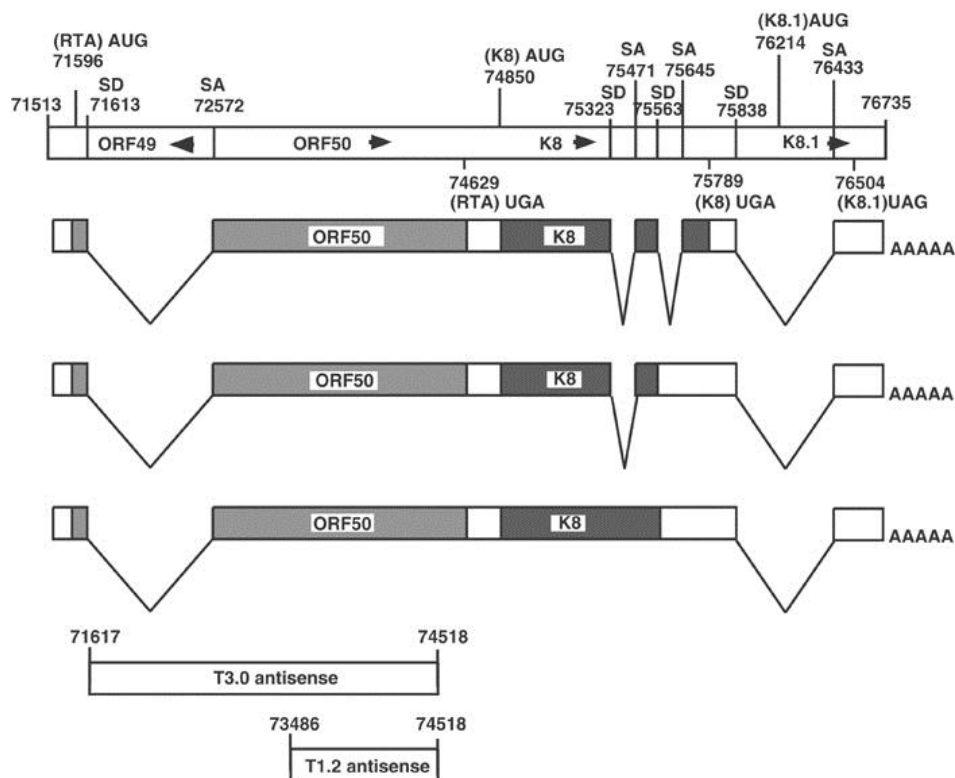 (K8.1)AUG
(RTA) AUG
(K8) AUG
SA
SA
76214
SA
71596
74850
75471
75645
76433
SD
SA
SD
SD
SD
71513
71613
72572
75323
75563
75838
76735
ORF49
ORF50
K8
K8.1
74629
75789
76504
(RTA) UGA
(K8) UGA
(K8.1)UAG
ORF50
K8
AAAAA
ORF50
K8
AAAAA
ORF50
K8
AAAAA
71617
74518
T3.0 antisense
73486
74518
T1.2 antisense